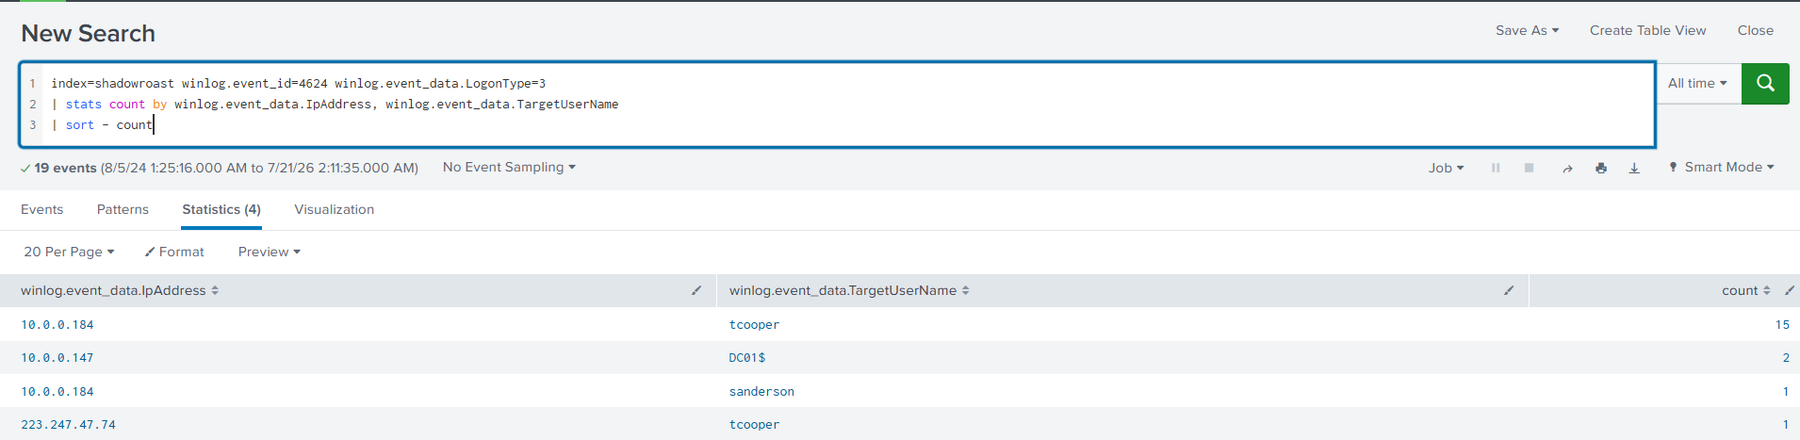 New Search
Save As Create Table View Close
1 index=shadowroast winlog.event_id=4624 winlog.event_data.LogonType=3
2 | stats count by winlog.event_data.IpAddress, winlog.event_data.TargetUserName
3 | sort - count
All time
19 events (8/5/24 1:25:16.000 AM to 7/21/26 2:11:35.000 AM) No Event Sampling Job Smart Mode
Events Patterns Statistics (4) Visualization
20 Per Page Format Preview
winlog.event_data.IpAddress winlog.event_data.TargetUserName count
10.0.0.184 tcooper 15
10.0.0.147 DC01$ 2
10.0.0.184 sanderson 1
223.247.47.74 tcooper 1